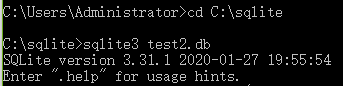 C:\Users\Administrator>cd C:\sqlite
C:\sqlite>sqlite3 test2.db
SQLite version 3.31.1 2020-01-27 19:55:54
Enter ".help" for usage hints.